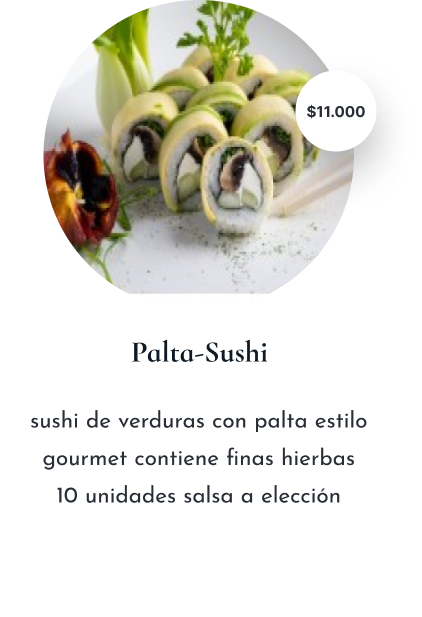 $11.000
Palta-Sushi
sushi de verduras con palta estilo
gourmet contiene finas hierbas
10 unidades salsa a elección